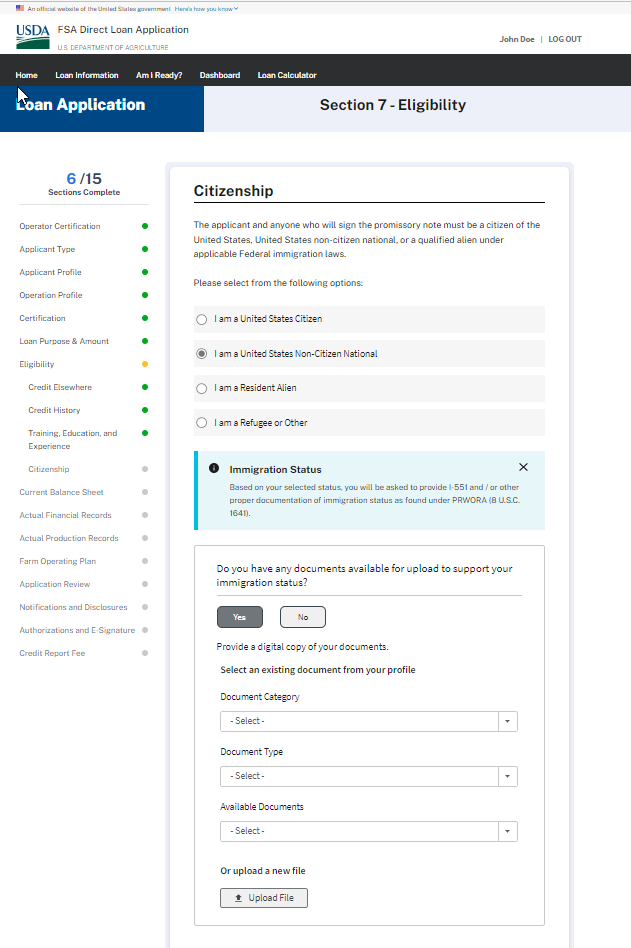 An official website of the United States government Here's how you know
USDA
FSA Direct Loan Application
U.S. DEPARTMENT OF AGRICULTURE
John Doe | LOG OUT
Home Loan Information Am I Ready? Dashboard Loan Calculator
Loan Application
Section 7 - Eligibility
6 /15
Sections Complete
Operator Certification
Applicant Type
Applicant Profile
Operation Profile
Certification
Loan Purpose & Amount
Eligibility
Credit Elsewhere
Credit History
Training, Education, and
Experience
Citizenship
Current Balance Sheet
Actual Financial Records
Actual Production Records
Farm Operating Plan
Application Review
Notifications and Disclosures
Authorizations and E-Signature
Credit Report Fee
Citizenship
The applicant and anyone who will sign the promissory note must be a citizen of the
United States, United States non-citizen national, or a qualified alien under
applicable Federal immigration laws.
Please select from the following options:
I am a United States Citizen
I am a United States Non-Citizen National
I am a Resident Alien
I am a Refugee or Other
Immigration Status
Based on your selected status, you will be asked to provide I-551 and / or other
proper documentation of immigration status as found under PRWORA (8 U.S.C.
1641).
Do you have any documents available for upload to support your
immigration status?
Yes No
Provide a digital copy of your documents.
Select an existing document from your profile
Document Category
- Select -
Document Type
- Select -
Available Documents
- Select -
Or upload a new file
Upload File